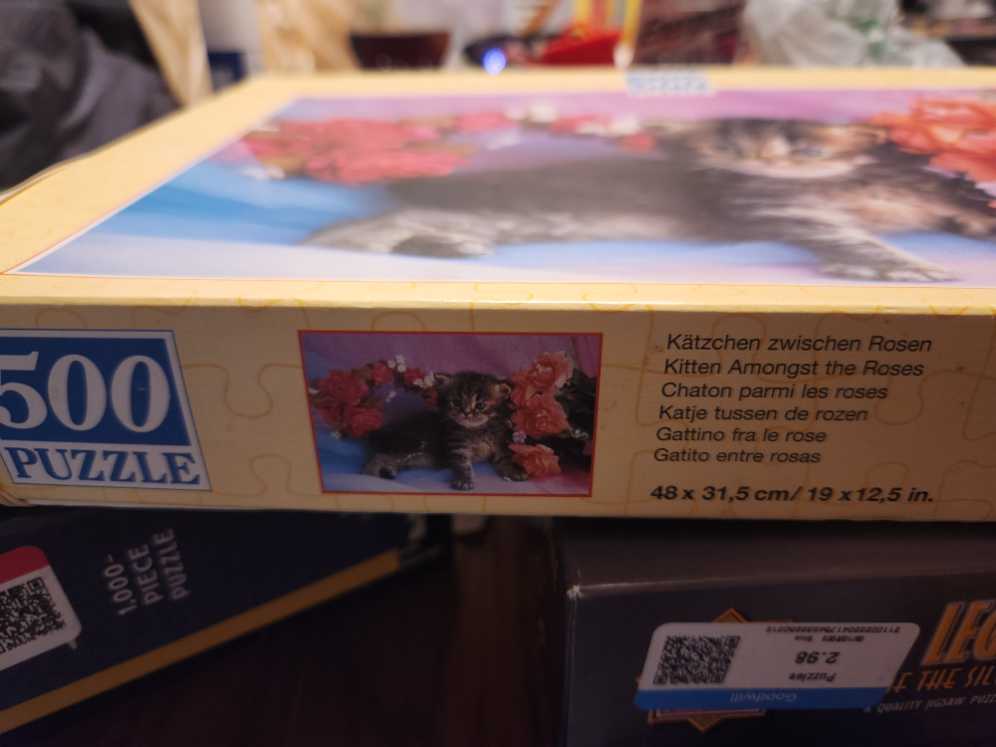 500
PUZZLE
Kätzchen zwischen Rosen
Kitten Amongst the Roses
Chaton parmi les roses
Katje tussen de rozen
Gattino fra le rose
Gatito entre rosas
48 x 31,5 cm/ 19 x 12,5 in.
1,000-
PIECE
PUZZLE
Goodwill
Puzzles
2.98
THE
QUALITY JIGSAW